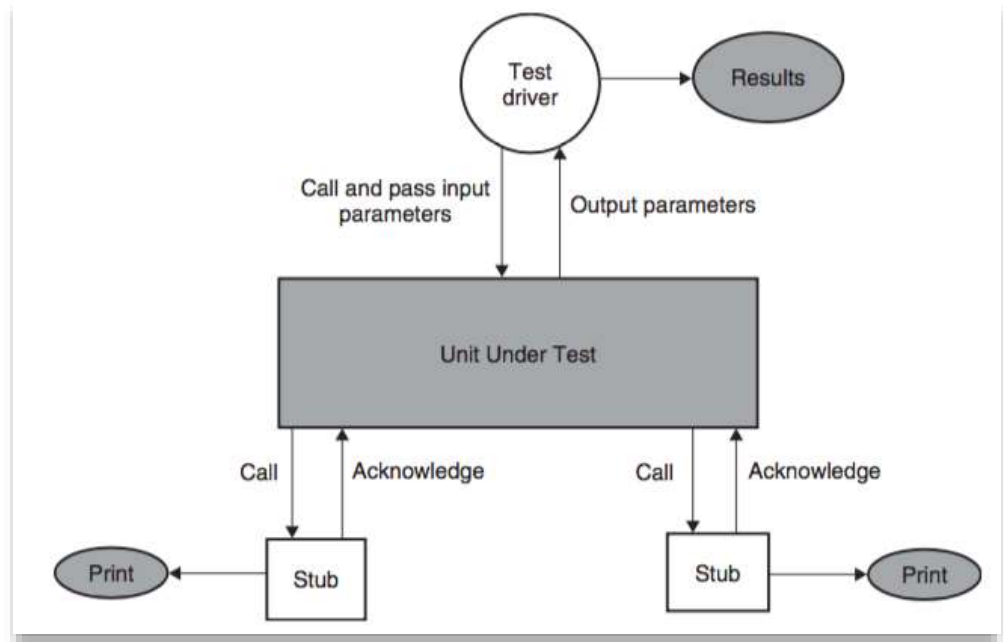 Test
driver
Results
Call and pass input
parameters
Output parameters
Unit Under Test
Call
Acknowledge
Call
Acknowledge
Print
Stub
Stub
Print